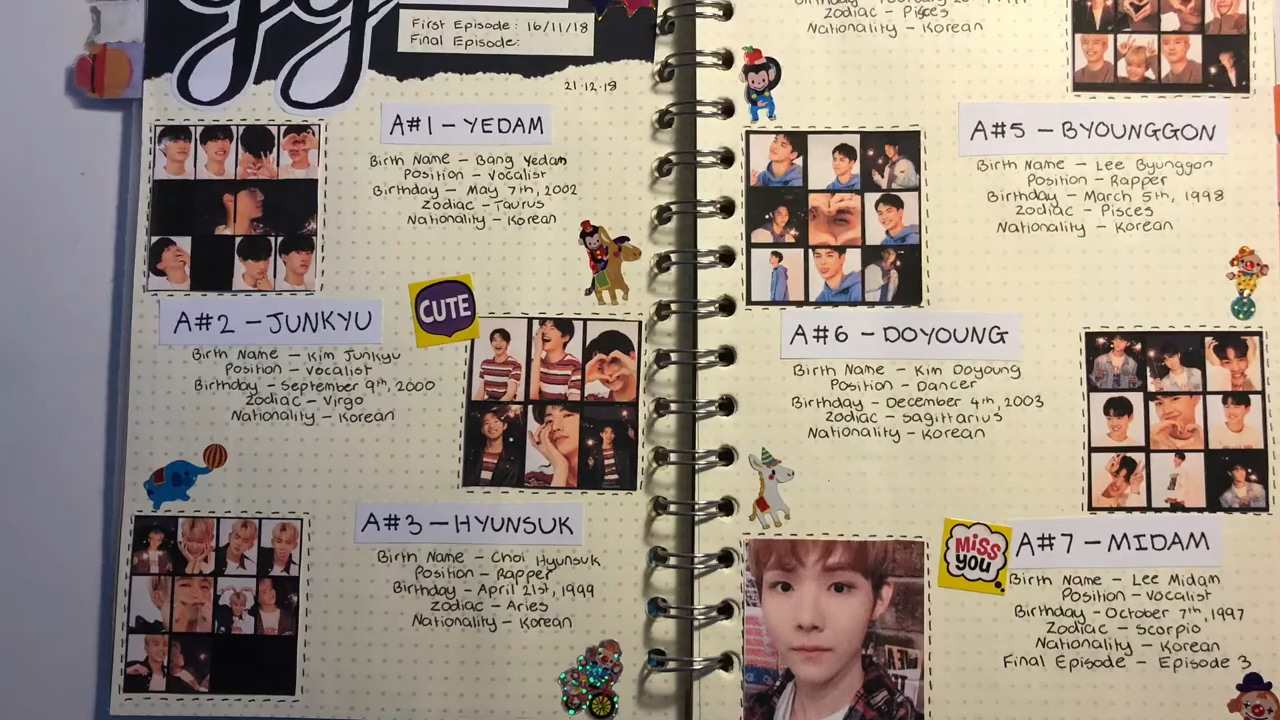 First Episode: 16/11/18
Final Episode:
21·12·18
A#1 - YEDAM
Birth Name - Bang Yedam
Position - Vocalist
Birthday - May 7th, 2002
Zodiac - Taurus
Nationality - Korean
CUTE
A#2 - JUNKYU
Birth Name - Kim Junkyu
Position - Vocalist
Birthday - September 9th, 2000
Zodiac - Virgo
Nationality - Korean
A#3 - HYUNSUK
Birth Name - Choi Hyunsuk
Position - Rapper
Birthday - April 21st, 1999
Zodiac - Aries
Nationality - Korean
Zodiac - Pisces
Nationality - Korean
A#5 - BYOUNGGON
Birth Name - Lee Byunggon
Position - Rapper
Birthday - March 5th, 1998
Zodiac - Pisces
Nationality - Korean
A#6 - DOYOUNG
Birth Name - Kim Doyoung
Position - Dancer
Birthday - December 4th, 2003
Zodiac - Sagittarius
Nationality - Korean
MiSS
you
A#7 - MIDAM
Birth Name - Lee Midam
Position - Vocalist
Birthday - October 7th, 1997
Zodiac - Scorpio
Nationality - Korean
Final Episode - Episode 3